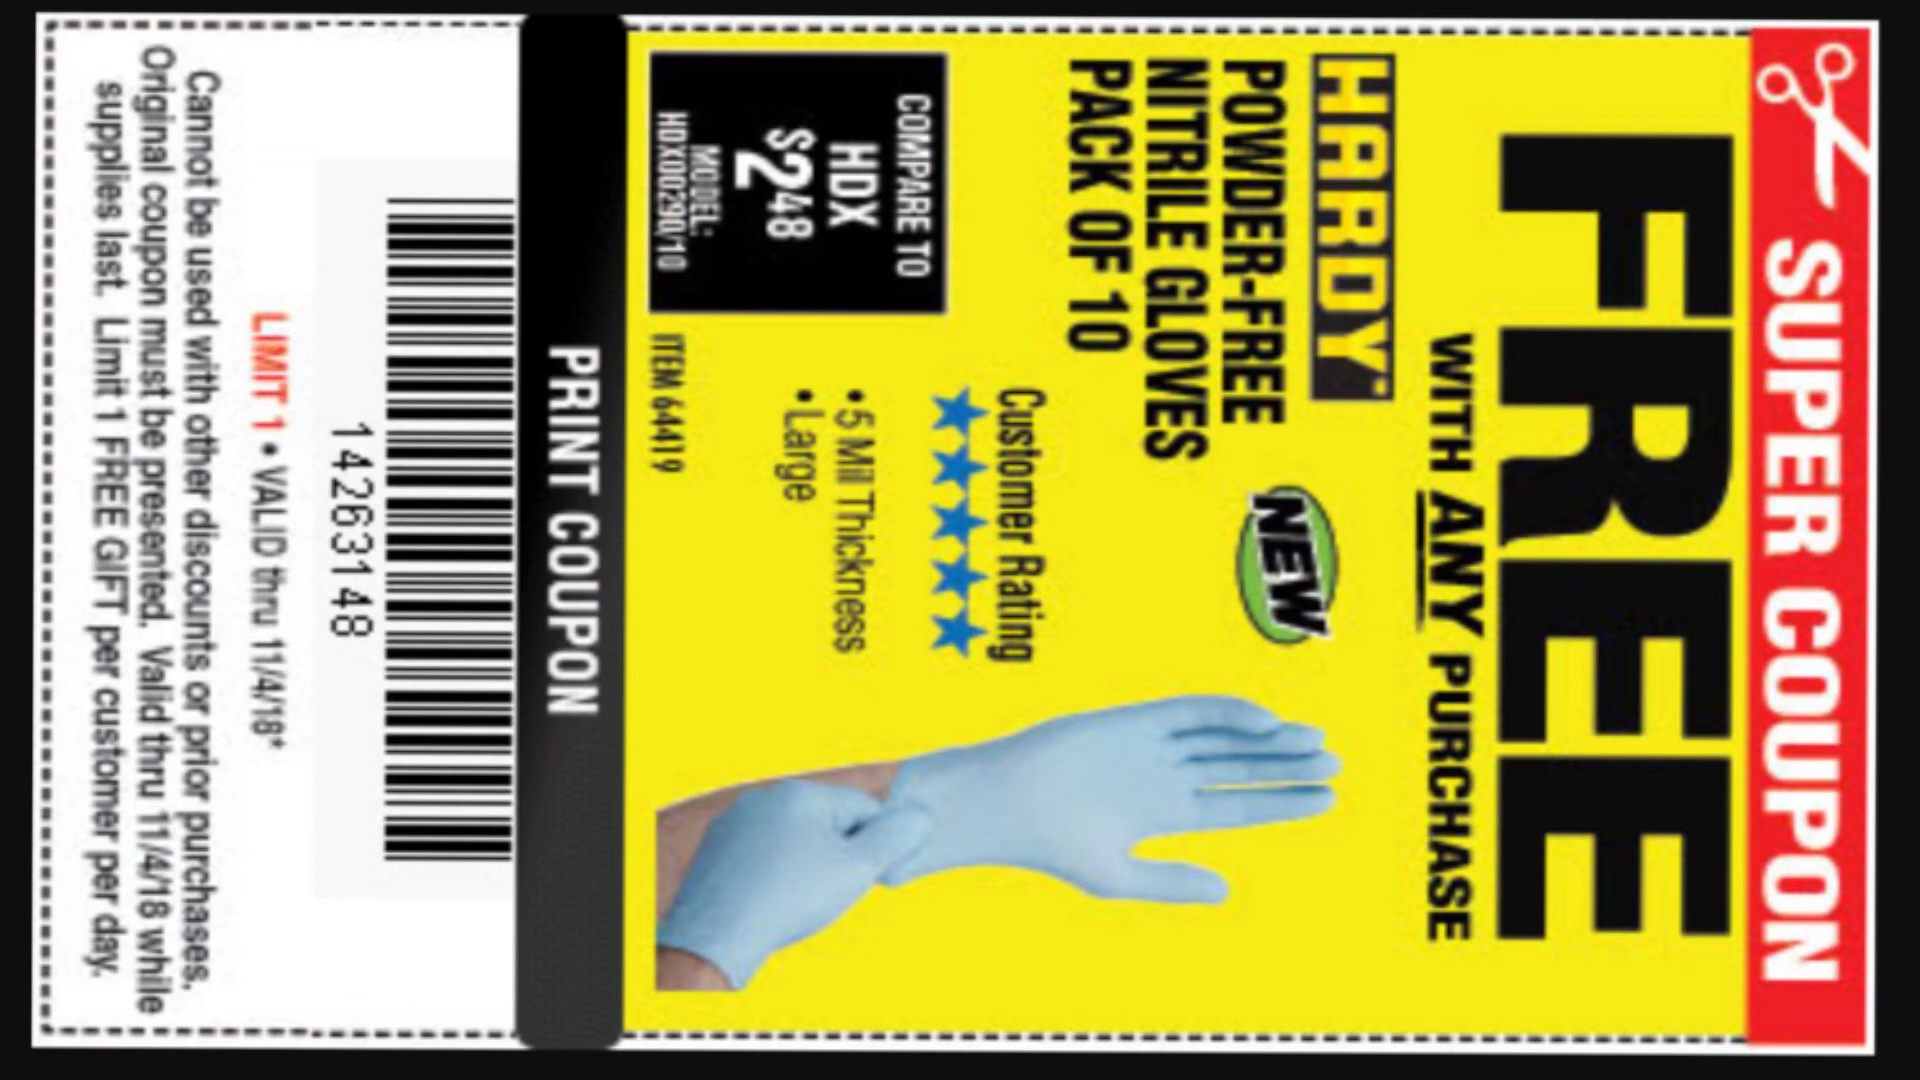 SUPER COUPON
FREE
WITH ANY PURCHASE
HARDY
POWDER-FREE
NITRILE GLOVES
PACK OF 10
NEW
Customer Rating
• 5 Mil Thickness
• Large
COMPARE TO
HDX
$2.48
MODEL:
HDX00290/10
ITEM 64419
PRINT COUPON
14263148
LIMIT 1 • VALID thru 11/4/18*
Cannot be used with other discounts or prior purchases.
Original coupon must be presented. Valid thru 11/4/18 while
supplies last. Limit 1 FREE GIFT per customer per day.